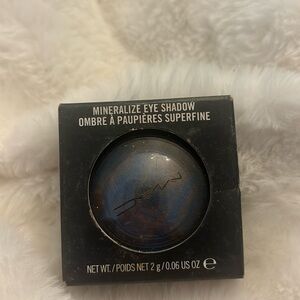 MINERALIZE EYE SHADOW
OMBRE À PAUPIÈRES SUPERFINE
NET WT. / POIDS NET 2 g / 0.06 US OZ ℮